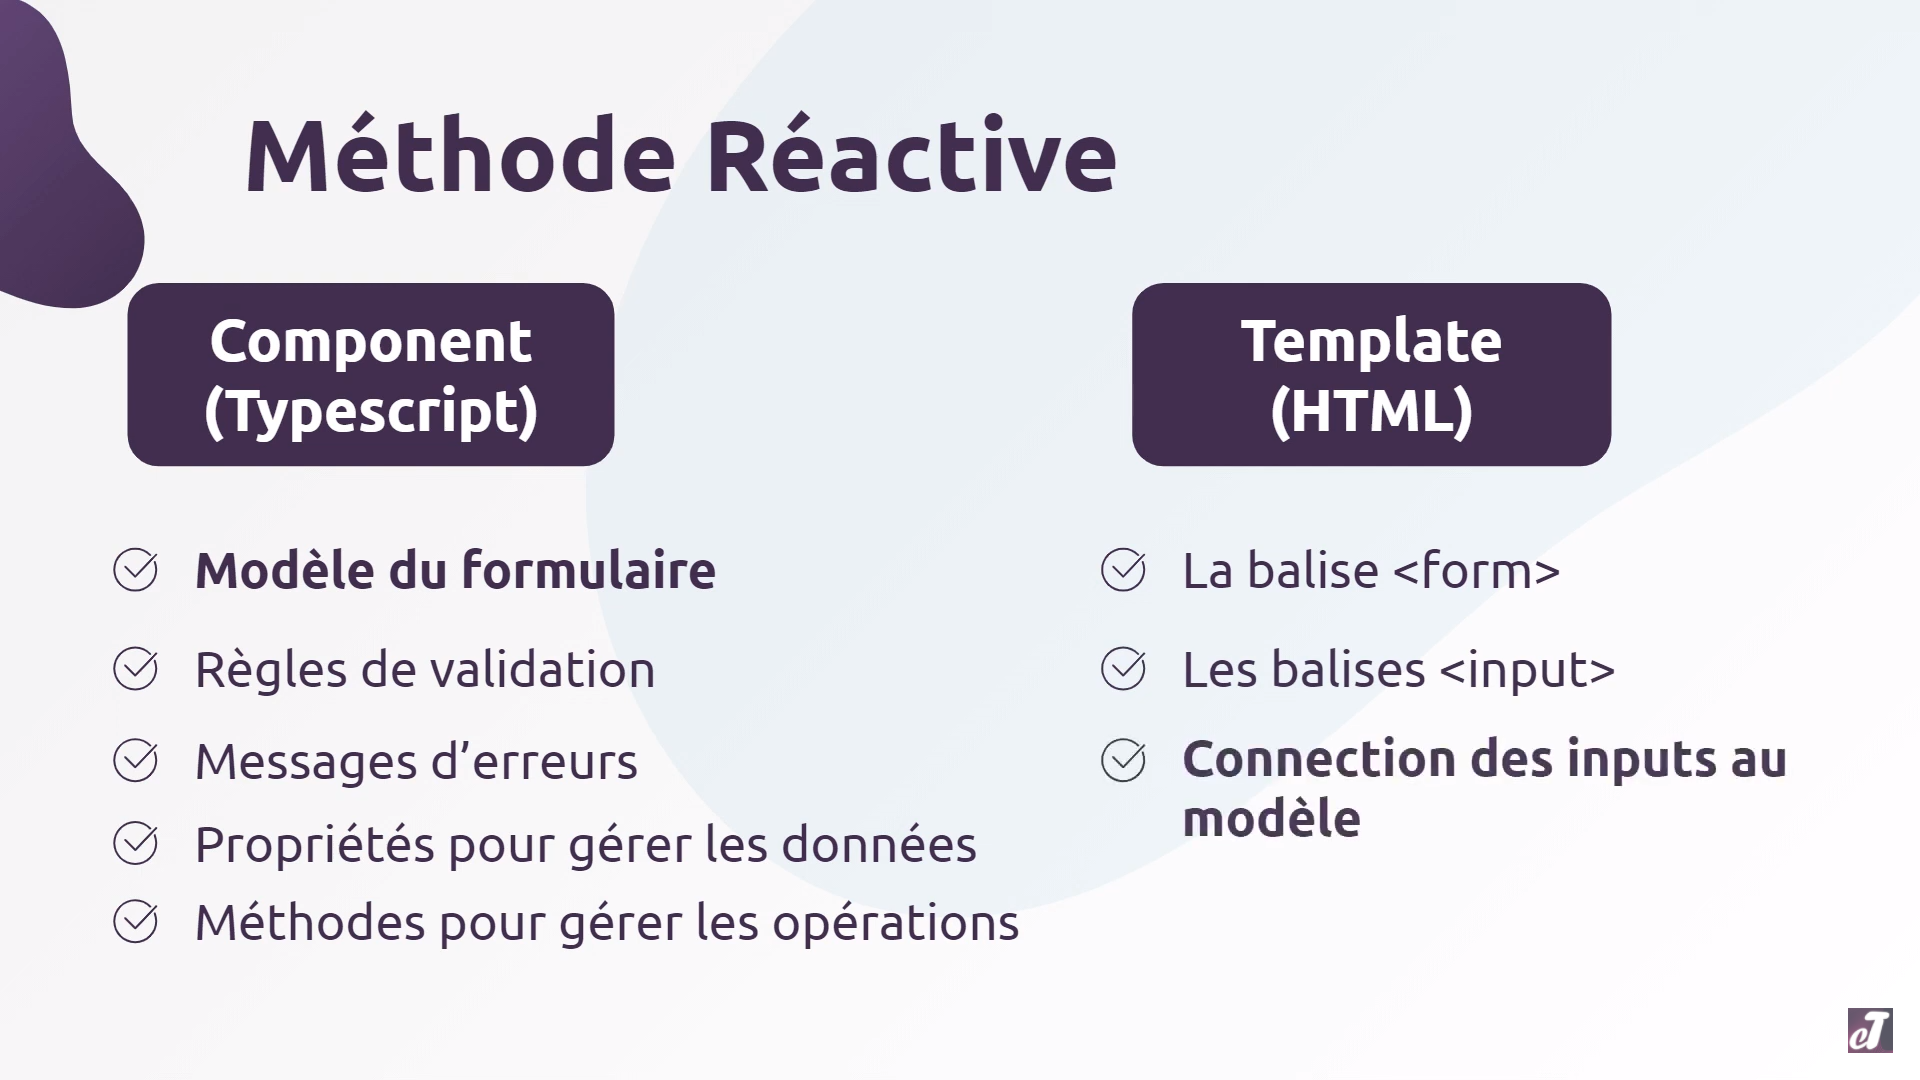 Méthode Réactive
Component
(Typescript)
Modèle du formulaire
Règles de validation
Messages d’erreurs
Propriétés pour gérer les données
Méthodes pour gérer les opérations
Template
(HTML)
La balise <form>
Les balises <input>
Connection des inputs au
modèle
eT